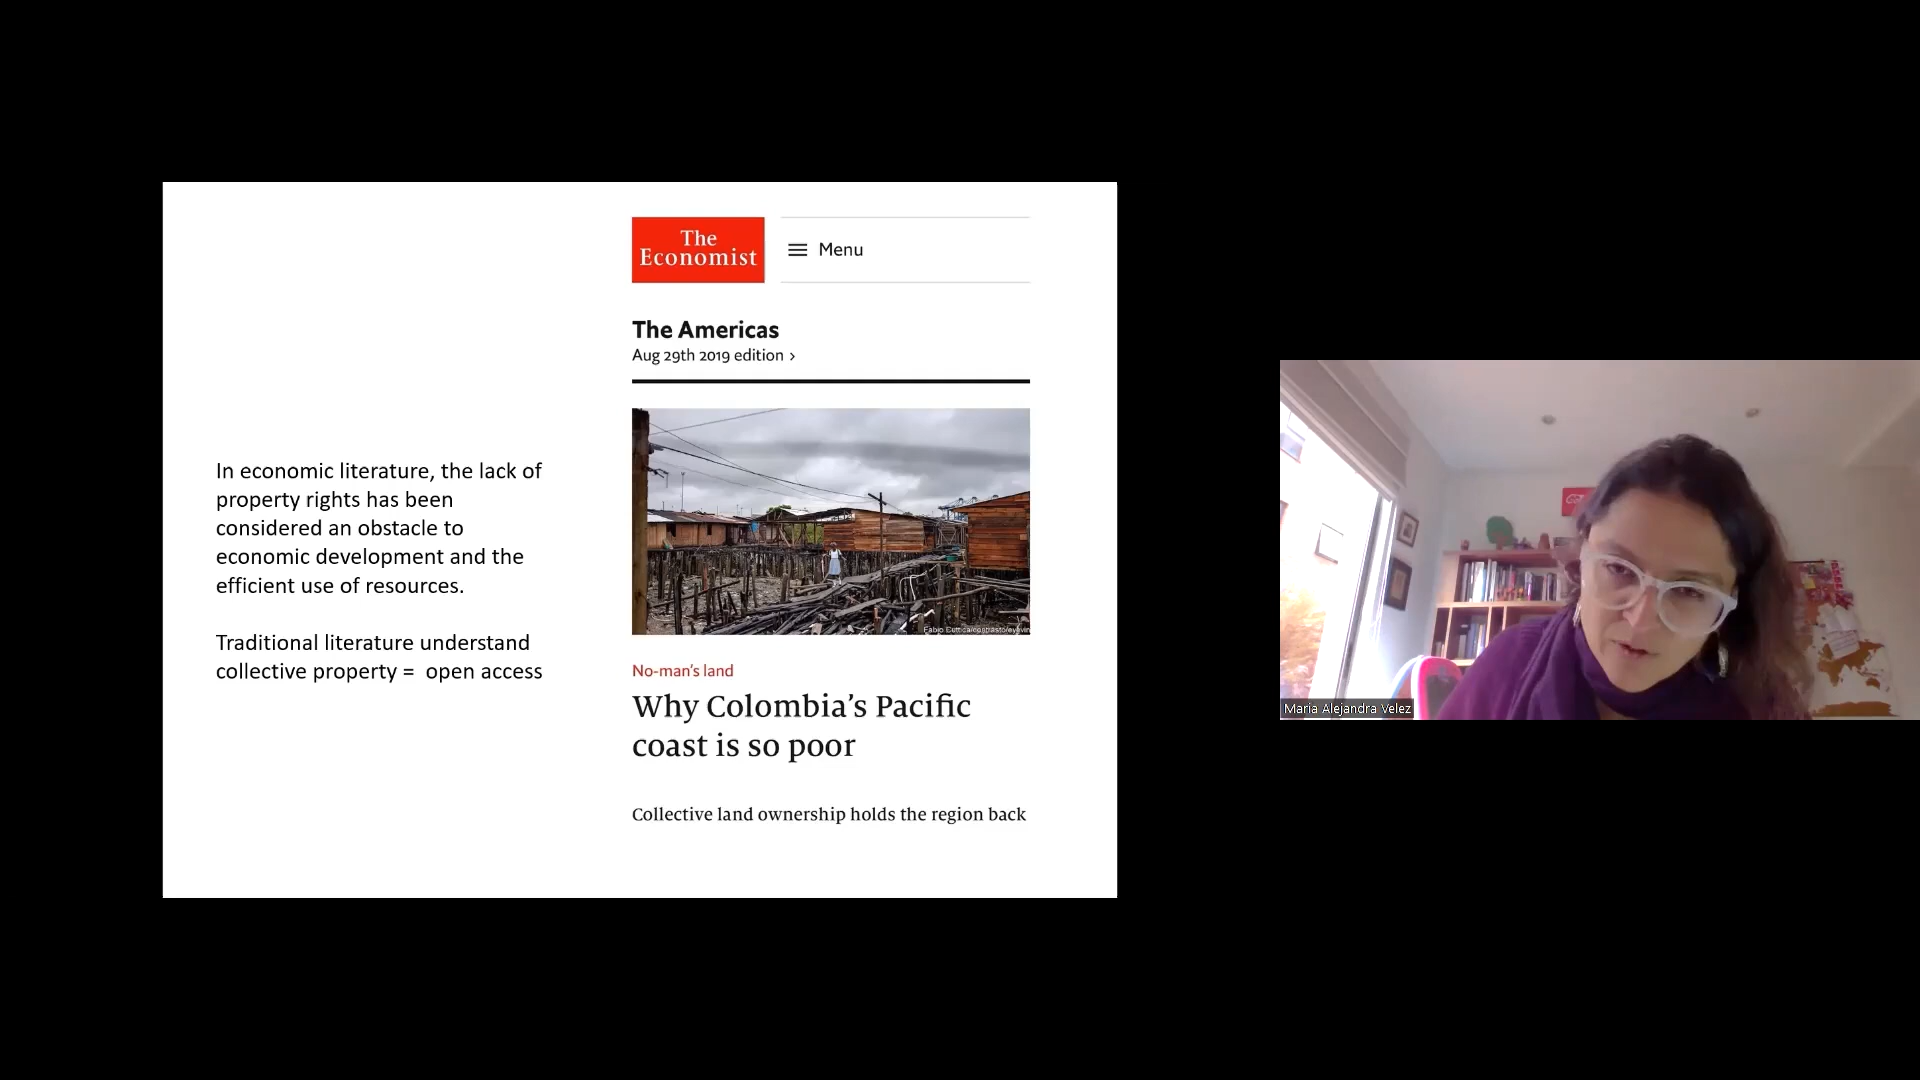 In economic literature, the lack of
property rights has been
considered an obstacle to
economic development and the
efficient use of resources.
Traditional literature understand
collective property = open access
The
Economist
Menu
The Americas
Aug 29th 2019 edition ›
No-man's land
Why Colombia's Pacific
coast is so poor
Collective land ownership holds the region back
Maria Alejandra Velez